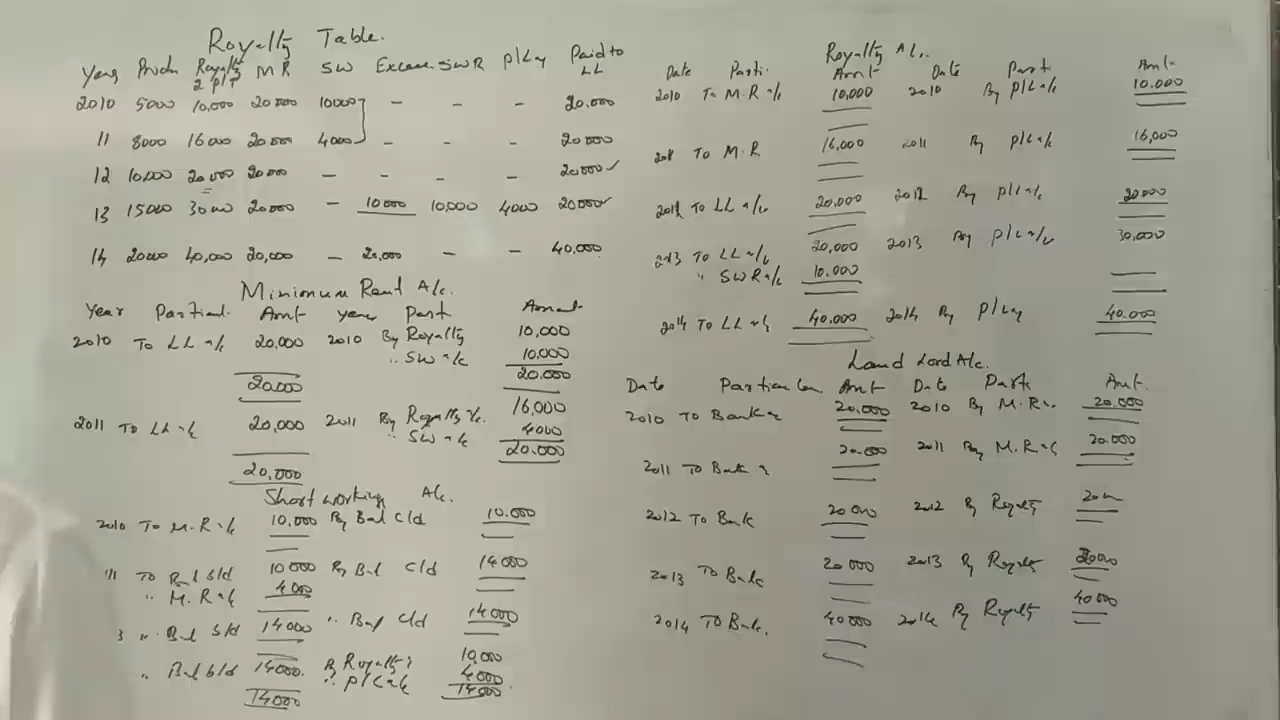 Royalty Table.
Year Prodn Royalty 2 P/T M R SW Excess SWR P/L Paid to LL
2010 5000 10,000 20000 10000 - - - 20.000
11 8000 16000 20000 4000 - - - 20000
12 10,000 20000 20000 - - - - 20000 ✓
13 15000 30000 20000 - 10000 10,000 4000 20000 ✓
14 20000 40,000 20,000 - 20,000 - - 40,000
Minimum Rent A/c.
Year Amt year Part Amount
2010 To LL a/c 20,000 2010 By Royalty 10,000
" SW a/c 10.000
20.000 20.000
2011 To LL a/c 20,000 2011 By Royalty a/c. 16,000
" SW a/c 4000
20,000 20.000
Short working A/c.
2010 To M.R a/c 10,000 By Bal c/d 10.000
11 To Bal b/d 10000 By Bal c/d 14000
" M.R a/c 4000
3 " Bal b/d 14000 " Bal c/d 14000
" Bal b/d 14000. By Royalty 10,000
" P/L a/c 4000
14000 14000
Royalty A/c.
Date Parti. Amt Date Parti Amt
2010 To M.R a/c 10,000 2010 By P/L a/c 10.000
2011 To M.R 16,000 2011 By P/L a/c 16,000
2012 To LL a/c 20,000 2012 By P/L a/c 20000
2013 To LL a/c 20,000 2013 By P/L a/c 30,000
" SWR a/c 10.000
2014 To LL a/c 40.000 2014 By P/L 40.000
Land Lord A/c.
Date Amt Date Parti Amt.
2010 To Bank 20,000 2010 By M.R 20.000
2011 To Bank 20.000 2011 By M.R a/c 20.000
2012 To Bank 20000 2012 By Royalty
2013 To Bank 20000 2013 By Royalty 20000
2014 To Bank. 40000 2014 By Royalty 40000